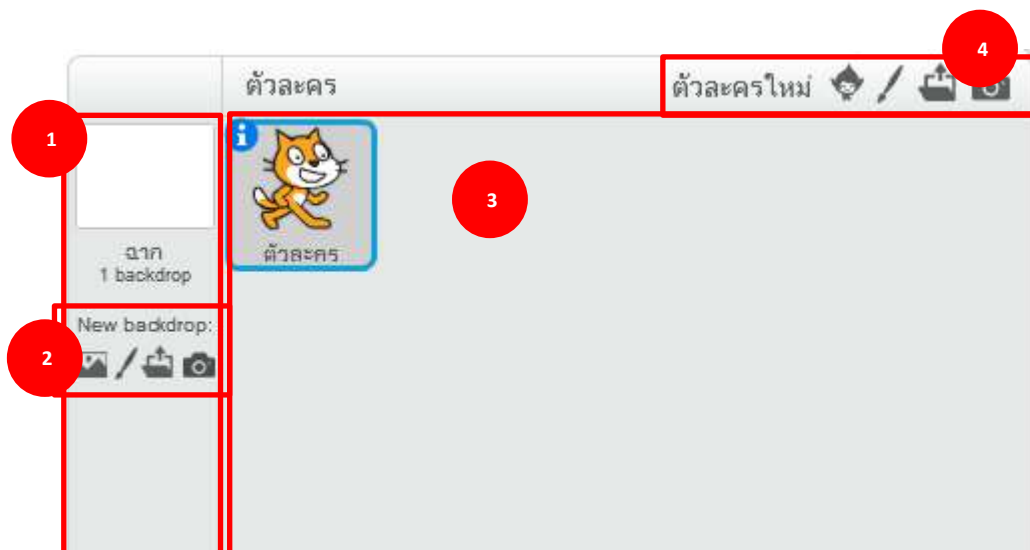 4
ตัวละคร
ตัวละครใหม่
1
3
ฉาก
1 backdrop
ตัวละคร
New backdrop:
2